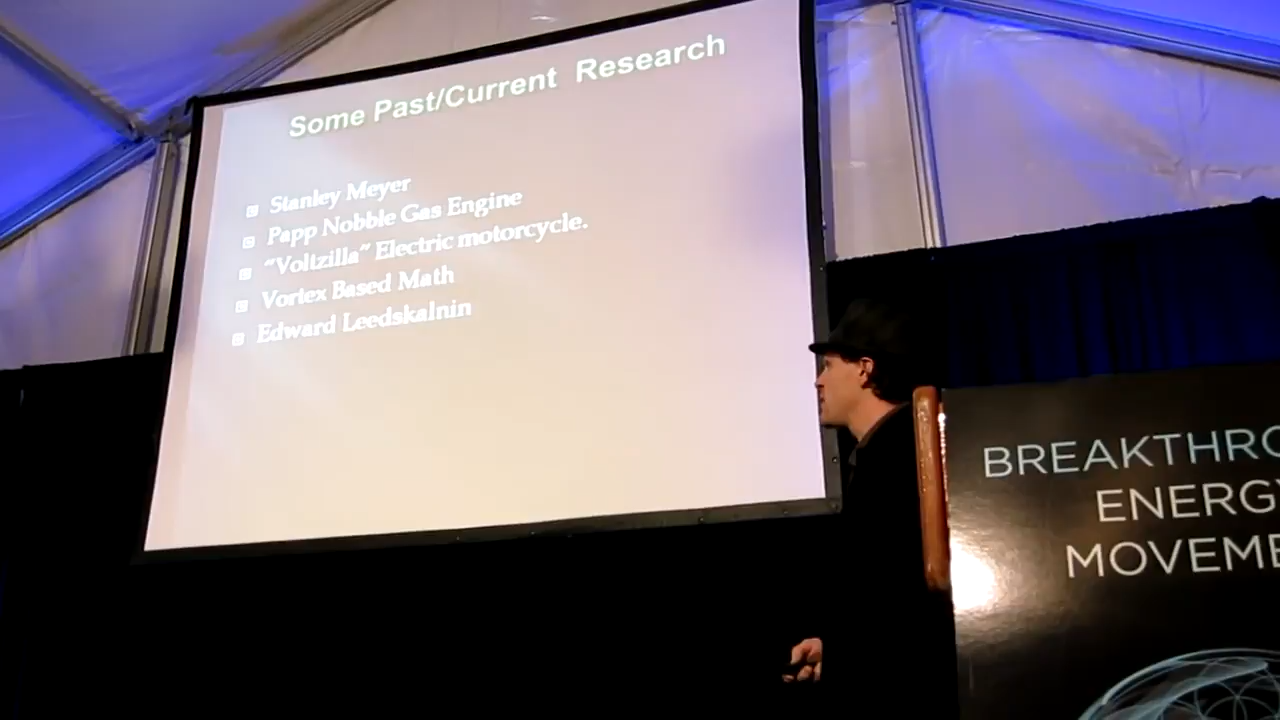 Some Past/Current Research
Stanley Meyer
Papp Nobble Gas Engine
"Voltzilla" Electric motorcycle.
Vortex Based Math
Edward Leedskalnin
BREAKTHRO
ENERGY
MOVEME